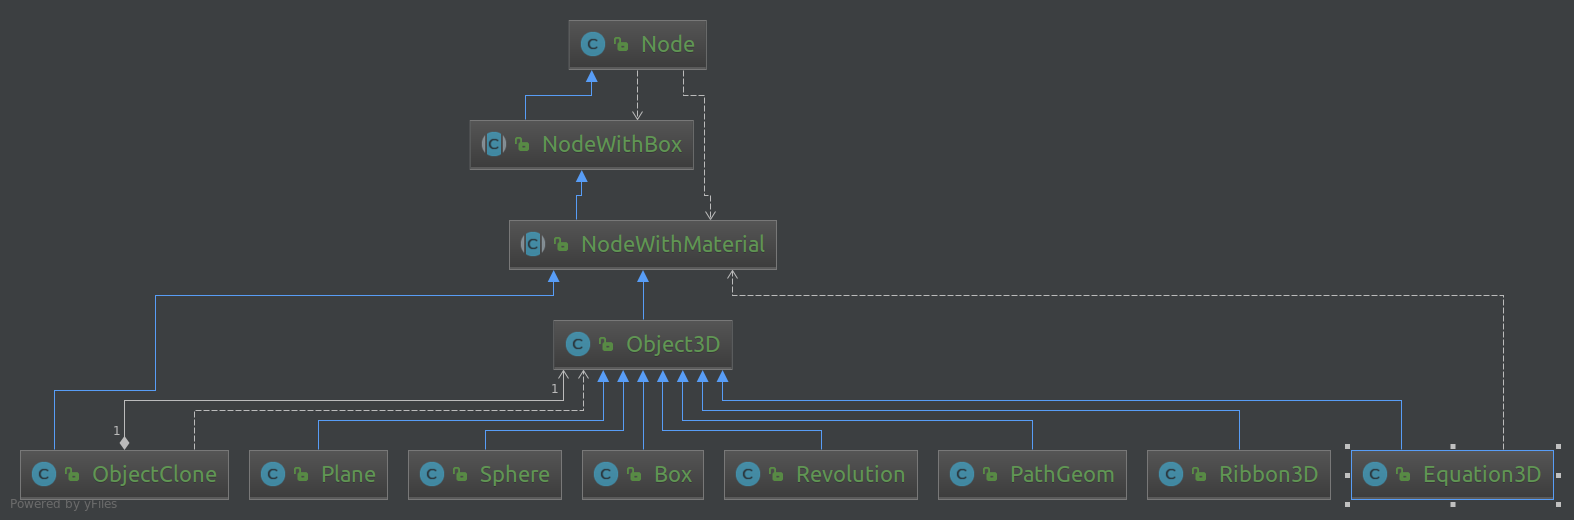 C Node
C NodeWithBox
C NodeWithMaterial
C Object3D
1
1
C ObjectClone C Plane C Sphere C Box C Revolution C PathGeom C Ribbon3D C Equation3D
Powered by yFiles